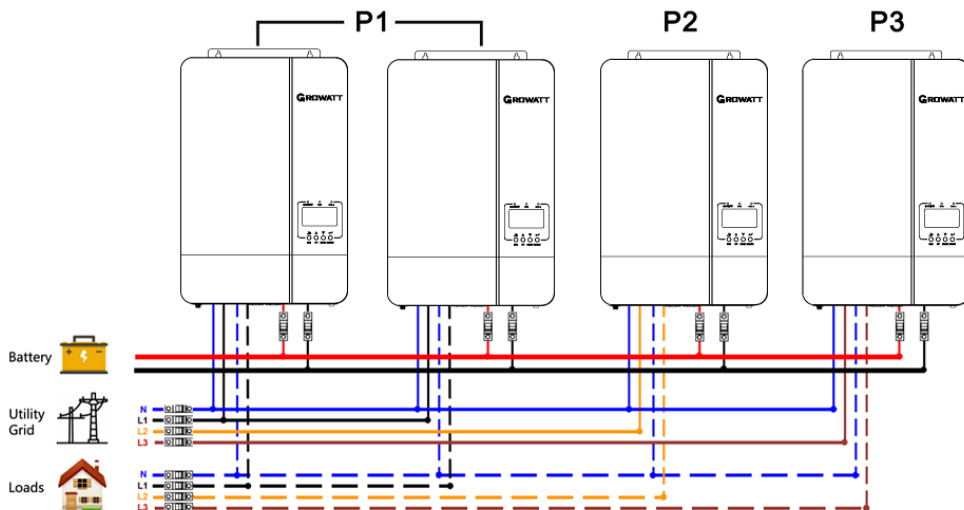 P1
P2
P3
GROWATT
GROWATT
GROWATT
GROWATT
Battery
Utility
Grid
N
L1
L2
L3
Loads
N
L1
L2
L3